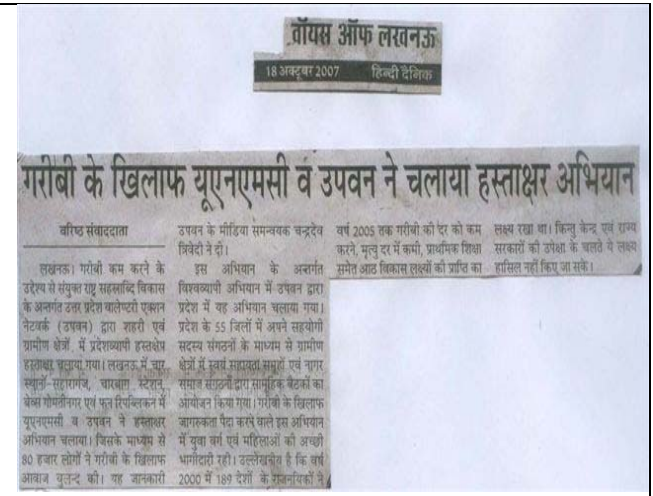 वॉयस ऑफ लखनऊ
18 अक्टूबर 2007 हिन्दी दैनिक
गरीबी के खिलाफ यूएनएमसी व उपवन ने चलाया हस्ताक्षर अभियान
वरिष्ठ संवाददाता
लखनऊ। गरीबी कम करने के
उद्देश्य से संयुक्त राष्ट्र सहस्राब्दि विकास
के अन्तर्गत उत्तर प्रदेश वालेण्टरी एक्शन
नेटवर्क (उपवन) द्वारा शहरी एवं
ग्रामीण क्षेत्रों में प्रदेशव्यापी हस्तक्षेप
हस्ताक्षर चलाया गया। लखनऊ में चार
स्थानों-सहारागंज, चारबाग स्टेशन,
वेव्स गोमतीनगर एवं फन रिपब्लिकन में
यूएनएमसी व उपवन ने हस्ताक्षर
अभियान चलाया। जिसके माध्यम से
80 हजार लोगों ने गरीबी के खिलाफ
आवाज बुलन्द की। यह जानकारी
उपवन के मीडिया समन्वयक चन्द्रदेव
त्रिवेदी ने दी।
इस अभियान के अन्तर्गत
विश्वव्यापी अभियान में उपवन द्वारा
प्रदेश में यह अभियान चलाया गया।
प्रदेश के 55 जिलों में अपने सहयोगी
सदस्य संगठनों के माध्यम से ग्रामीण
क्षेत्रों में स्वयं सहायता समूहों एवं नागर
समाज संगठनों द्वारा सामूहिक बैठकों का
आयोजन किया गया। गरीबी के खिलाफ
जागरुकता पैदा करने वाले इस अभियान
में युवा वर्ग एवं महिलाओं की अच्छी
भागीदारी रही। उल्लेखनीय है कि वर्ष
2000 में 189 देशों के राजनयिकों ने
वर्ष 2005 तक गरीबी की दर को कम
करने, मृत्यु दर में कमी, प्राथमिक शिक्षा
समेत आठ विकास लक्ष्यों की प्राप्ति का
लक्ष्य रखा था। किन्तु केन्द्र एवं राज्य
सरकारों की उपेक्षा के चलते ये लक्ष्य
हासिल नहीं किए जा सके।